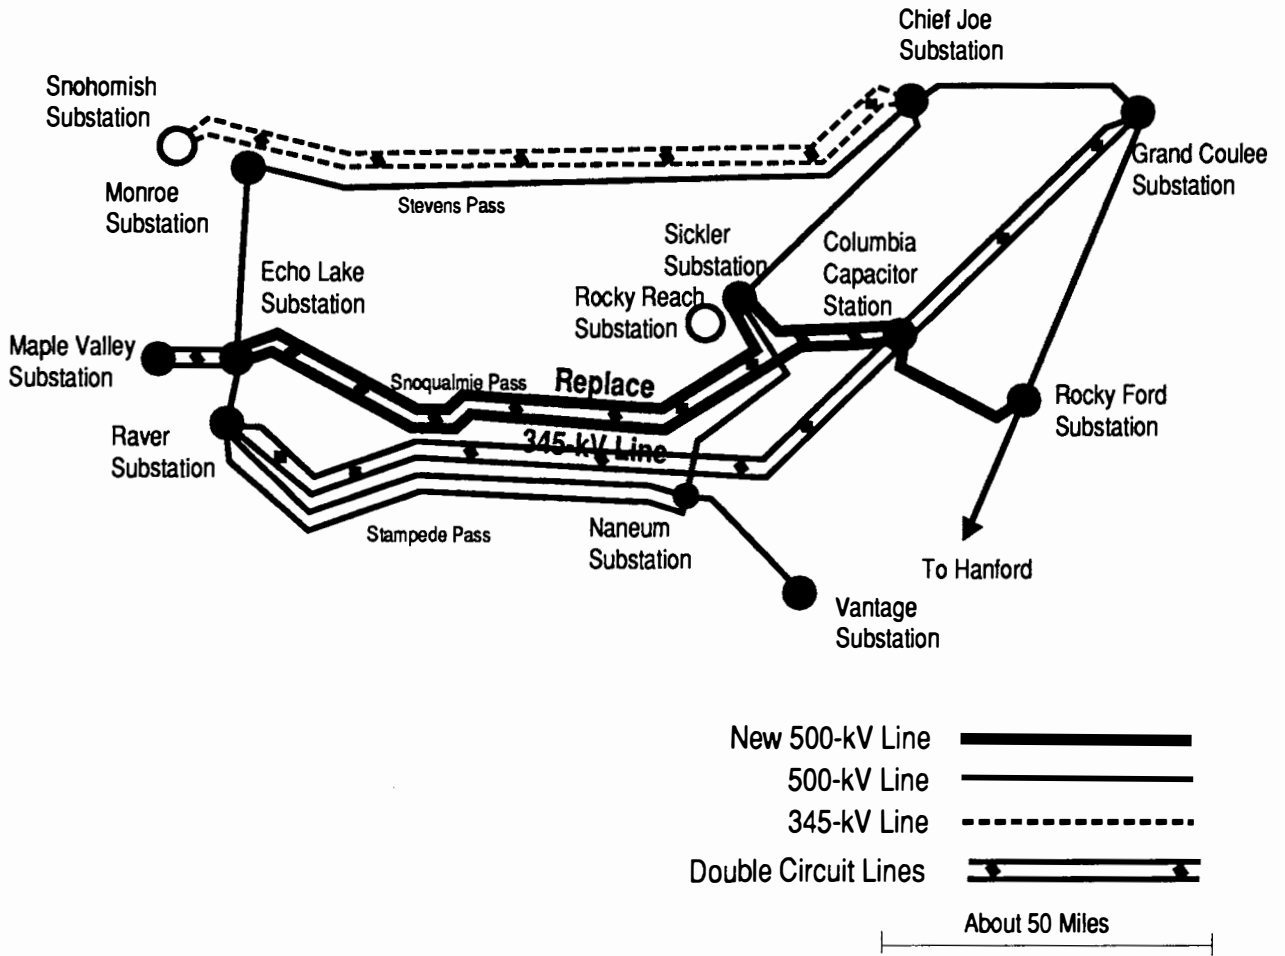 Chief Joe
Substation
Snohomish
Substation
Grand Coulee
Substation
Monroe
Substation
Stevens Pass
Sickler
Substation
Columbia
Capacitor
Station
Echo Lake
Substation
Rocky Reach
Substation
Maple Valley
Substation
Snoqualmie Pass
Replace
345-kV Line
Rocky Ford
Substation
Raver
Substation
Stampede Pass
Naneum
Substation
To Hanford
Vantage
Substation
New 500-kV Line
500-kV Line
345-kV Line
Double Circuit Lines
About 50 Miles